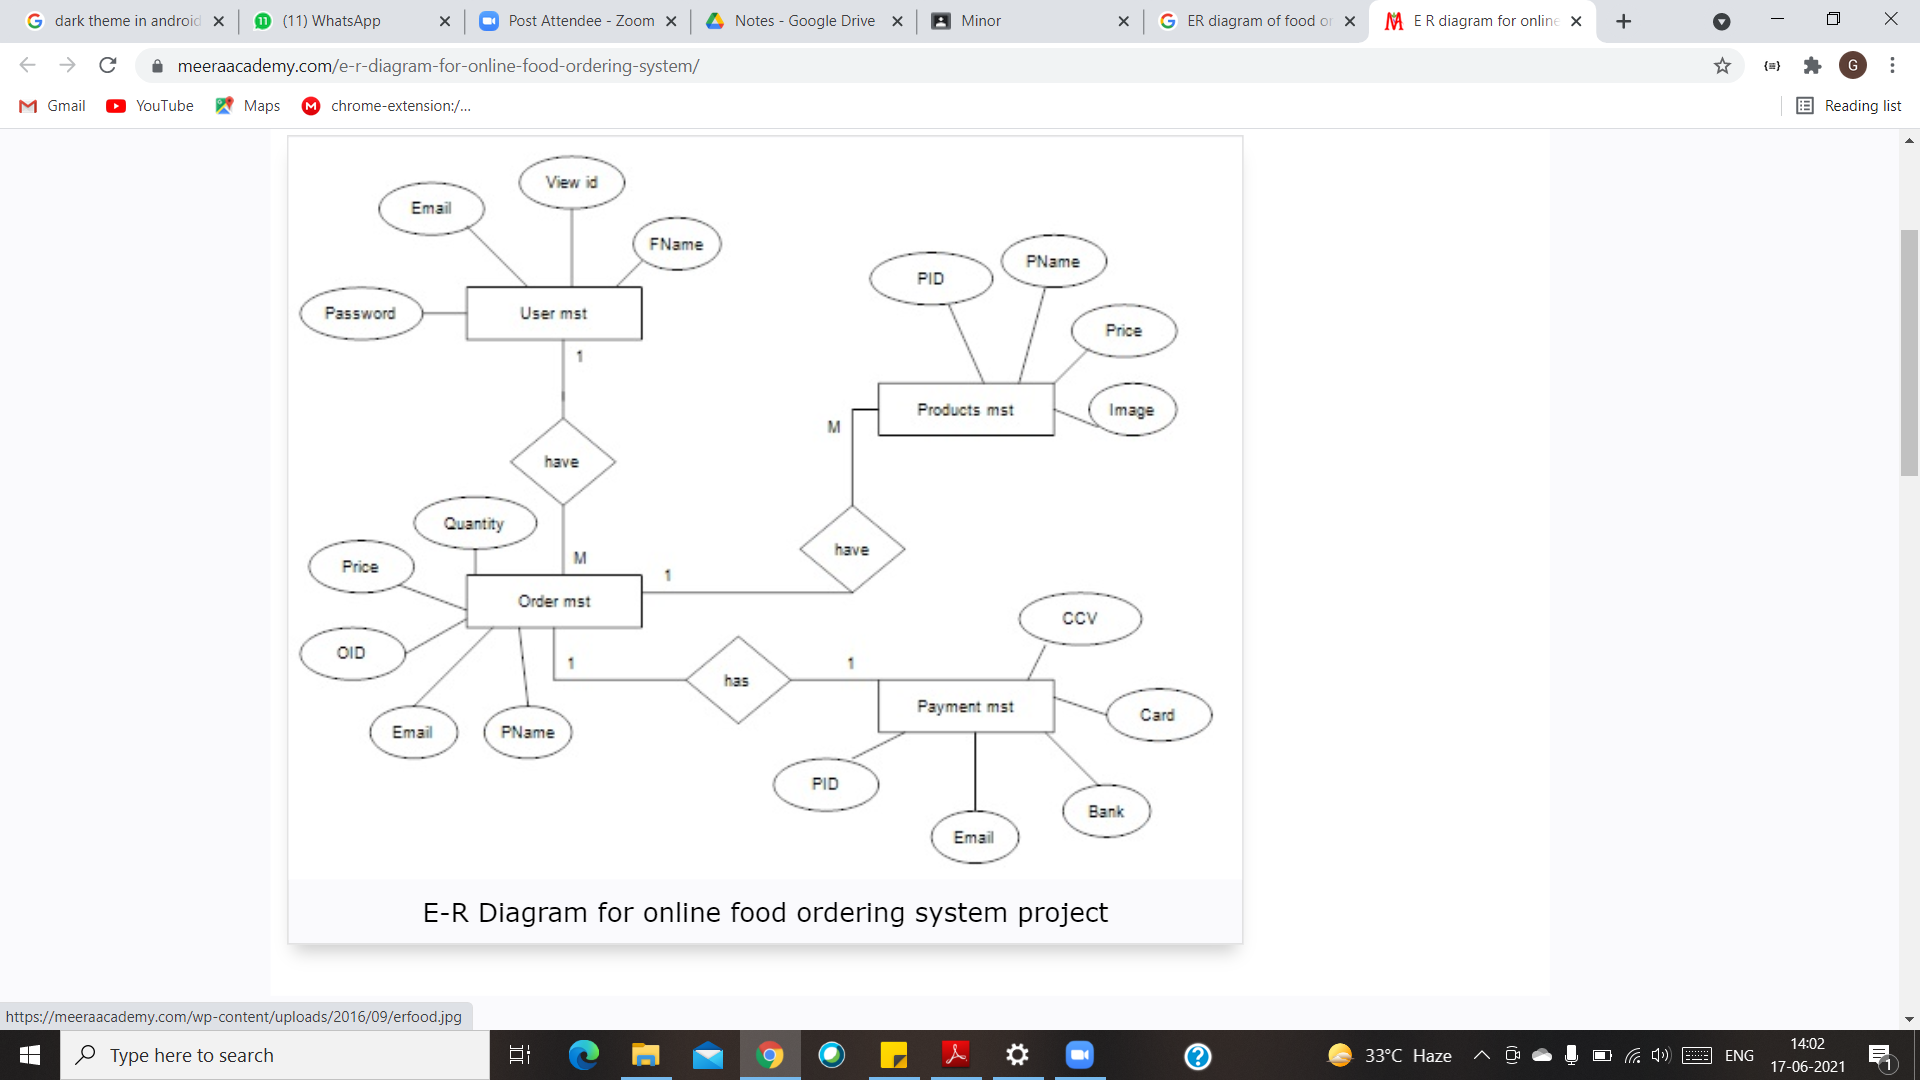 dark theme in android
(11) WhatsApp
Post Attendee - Zoom
Notes - Google Drive
Minor
ER diagram of food or
E R diagram for online
meeraacademy.com/e-r-diagram-for-online-food-ordering-system/
G
Gmail
YouTube
Maps
chrome-extension:/...
Reading list
View id
Email
FName
Password
User mst
1
have
M
PID
PName
Price
Image
Products mst
M
have
1
Quantity
Price
OID
Email
PName
Order mst
1
has
1
CCV
Card
Payment mst
PID
Email
Bank
E-R Diagram for online food ordering system project
https://meeraacademy.com/wp-content/uploads/2016/09/erfood.jpg
Type here to search
33°C Haze
ENG
14:02
17-06-2021
1